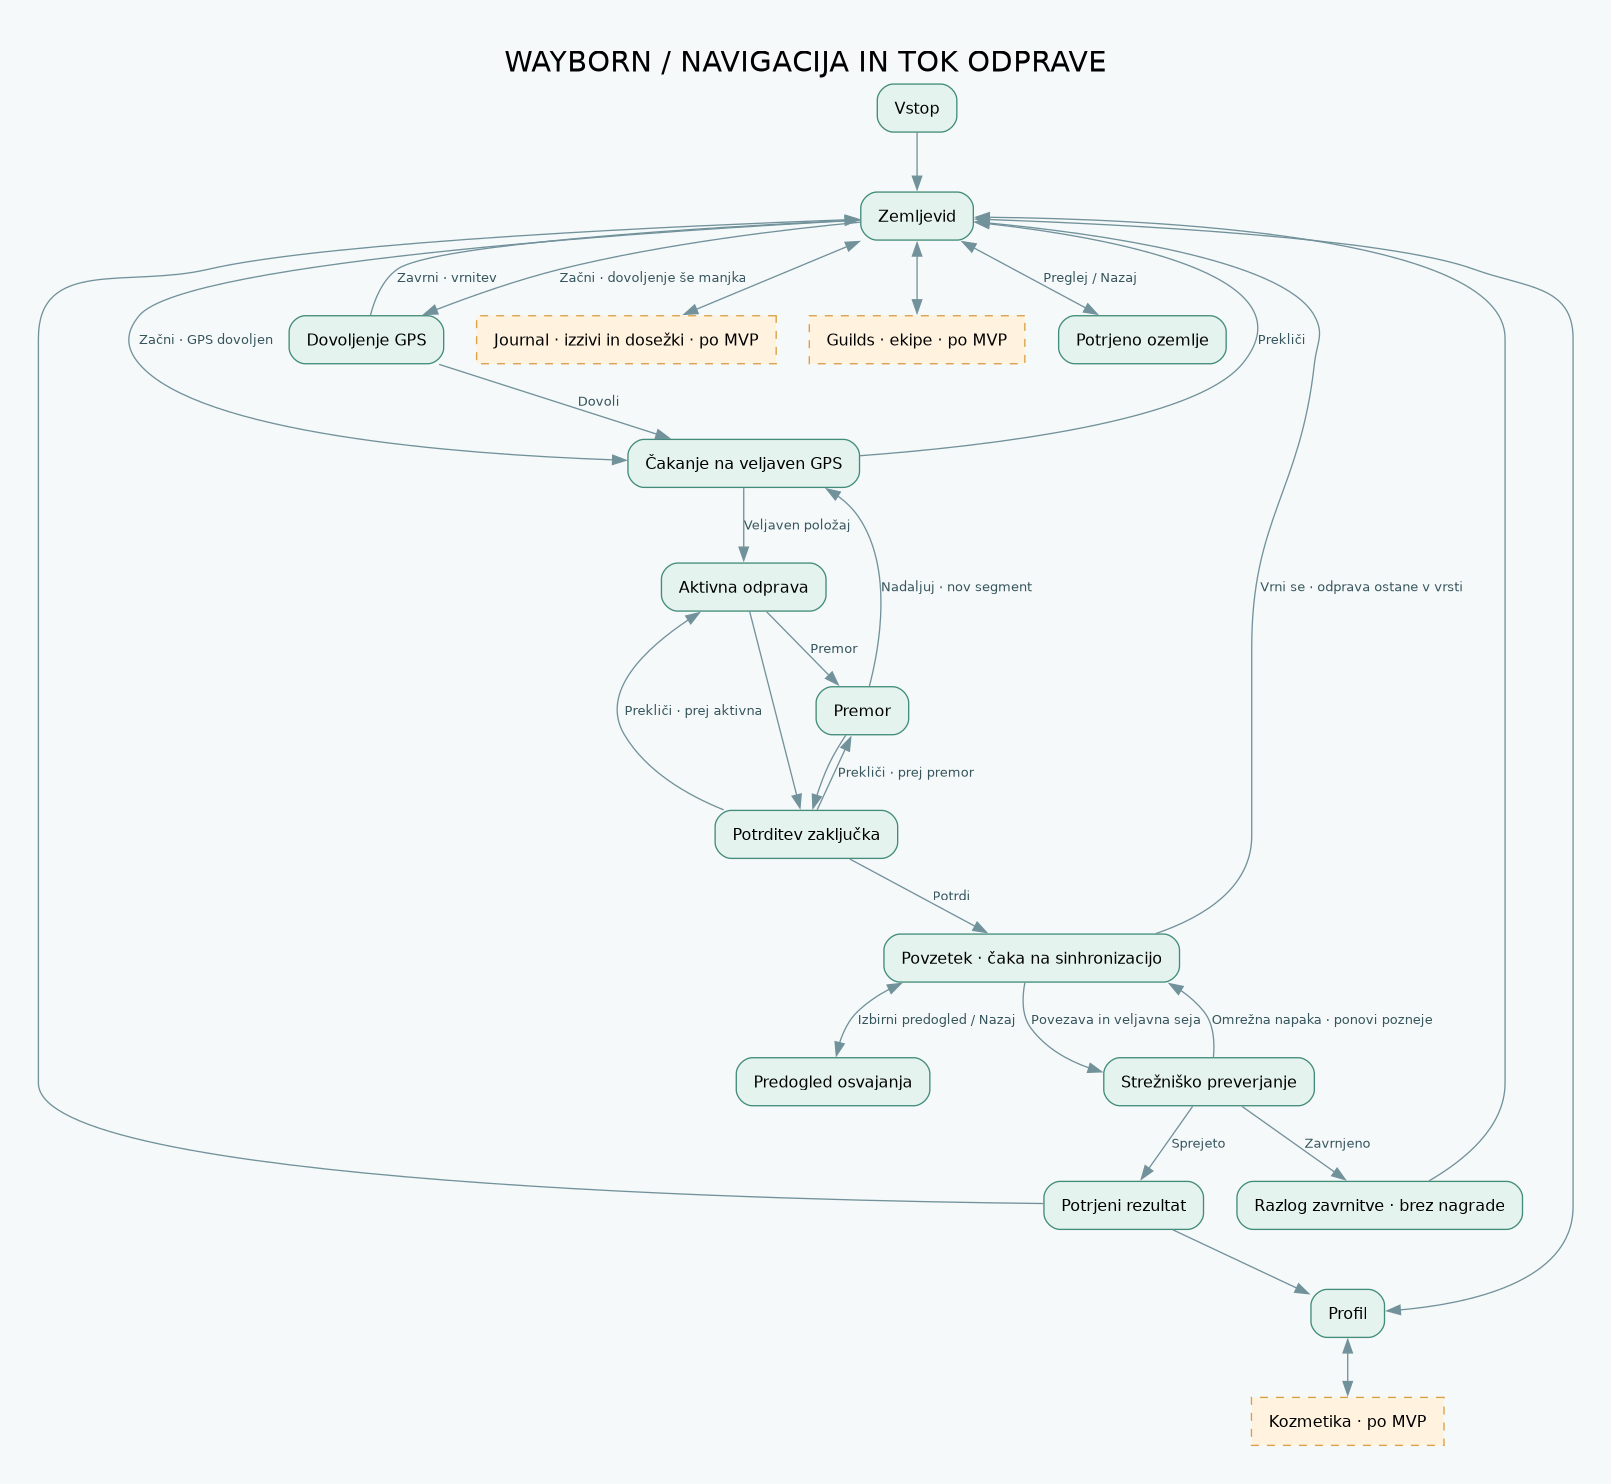 WAYBORN / NAVIGACIJA IN TOK ODPRAVE
Vstop
Zemljevid
Zavrni · vrnitev
Začni · dovoljenje še manjka
Preglej / Nazaj
Začni · GPS dovoljen
Dovoljenje GPS
Journal · izzivi in dosežki · po MVP
Guilds · ekipe · po MVP
Potrjeno ozemlje
Prekliči
Dovoli
Čakanje na veljaven GPS
Veljaven položaj
Aktivna odprava
Nadaljuj · nov segment
Vrni se · odprava ostane v vrsti
Premor
Prekliči · prej aktivna
Premor
Prekliči · prej premor
Potrditev zaključka
Potrdi
Povzetek · čaka na sinhronizacijo
Izbirni predogled / Nazaj
Povezava in veljavna seja
Omrežna napaka · ponovi pozneje
Predogled osvajanja
Strežniško preverjanje
Sprejeto
Zavrnjeno
Potrjeni rezultat
Razlog zavrnitve · brez nagrade
Profil
Kozmetika · po MVP